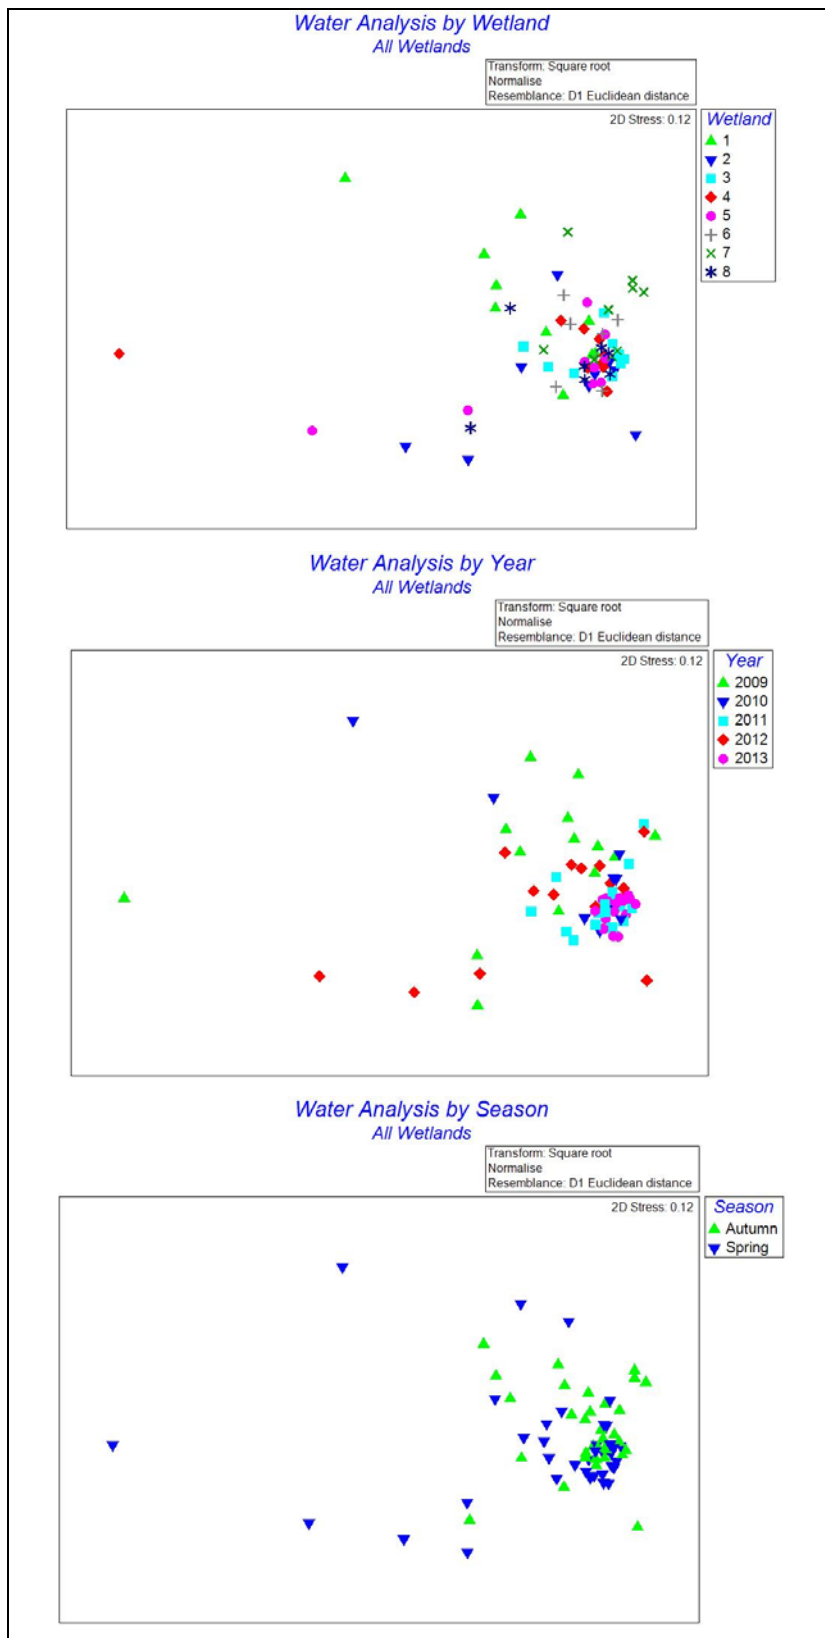 Water Analysis by Wetland
All Wetlands
Transform: Square root
Normalise
Resemblance: D1 Euclidean distance
2D Stress: 0.12
Wetland
1
2
3
4
5
6
7
8
Water Analysis by Year
All Wetlands
Transform: Square root
Normalise
Resemblance: D1 Euclidean distance
2D Stress: 0.12
Year
2009
2010
2011
2012
2013
Water Analysis by Season
All Wetlands
Transform: Square root
Normalise
Resemblance: D1 Euclidean distance
2D Stress: 0.12
Season
Autumn
Spring